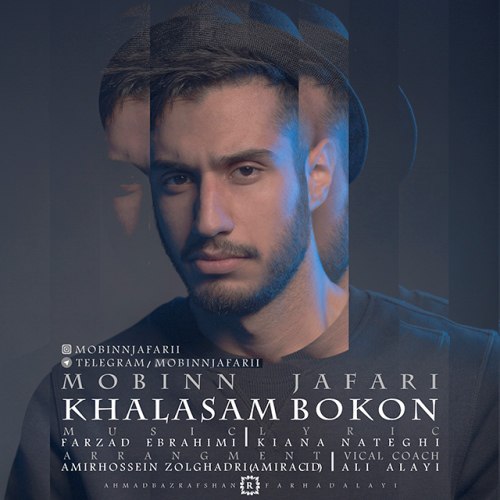 MOBINNJAFARII
TELEGRAM/MOBINNJAFARII
MOBINN JAFARI
KHALASAM BOKON
MUSIC | LYRIC
FARZAD EBRAHIMI | KIANA NATEGHI
ARRANGMENT | VICAL COACH
AMIRHOSSEIN ZOLGHADRI(AMIRACID) | ALI ALAYI
AHMADBAZRAFSHAN R FARHADALAYI